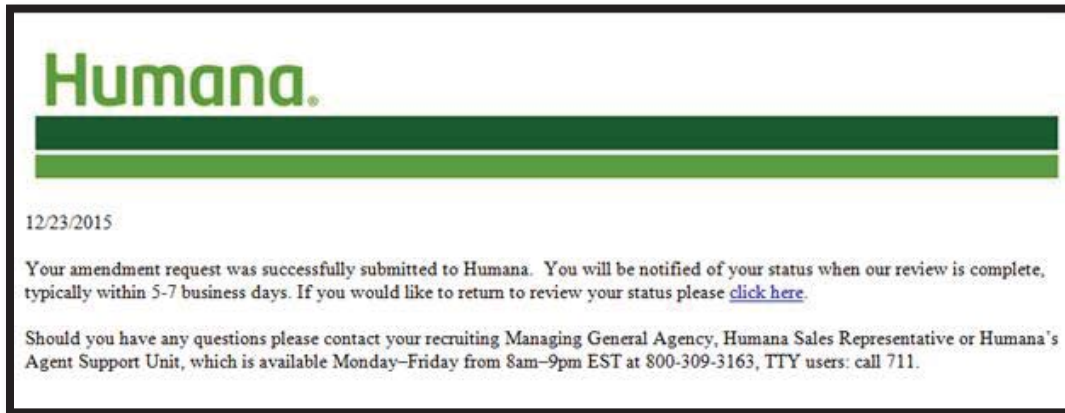 Humana®
12/23/2015
Your amendment request was successfully submitted to Humana.  You will be notified of your status when our review is complete,
typically within 5-7 business days. If you would like to return to review your status please click here.
Should you have any questions please contact your recruiting Managing General Agency, Humana Sales Representative or Humana’s
Agent Support Unit, which is available Monday–Friday from 8am–9pm EST at 800-309-3163, TTY users: call 711.